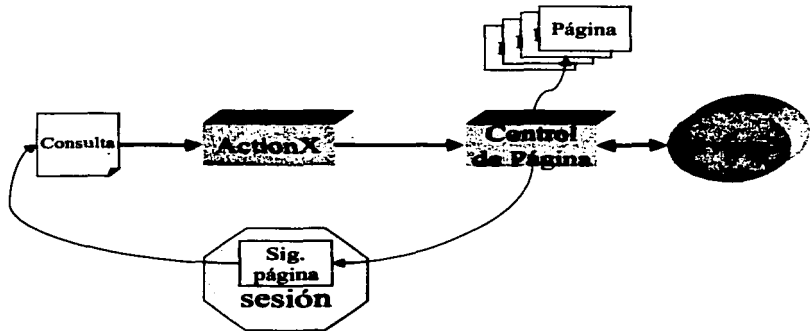 Página
Consulta
ActionX
Control
de Página
Sig.
página
sesión